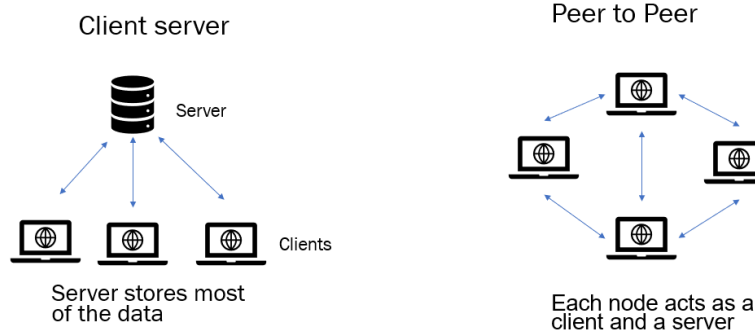 Client server
Server
Clients
Server stores most
of the data
Peer to Peer
Each node acts as a
client and a server